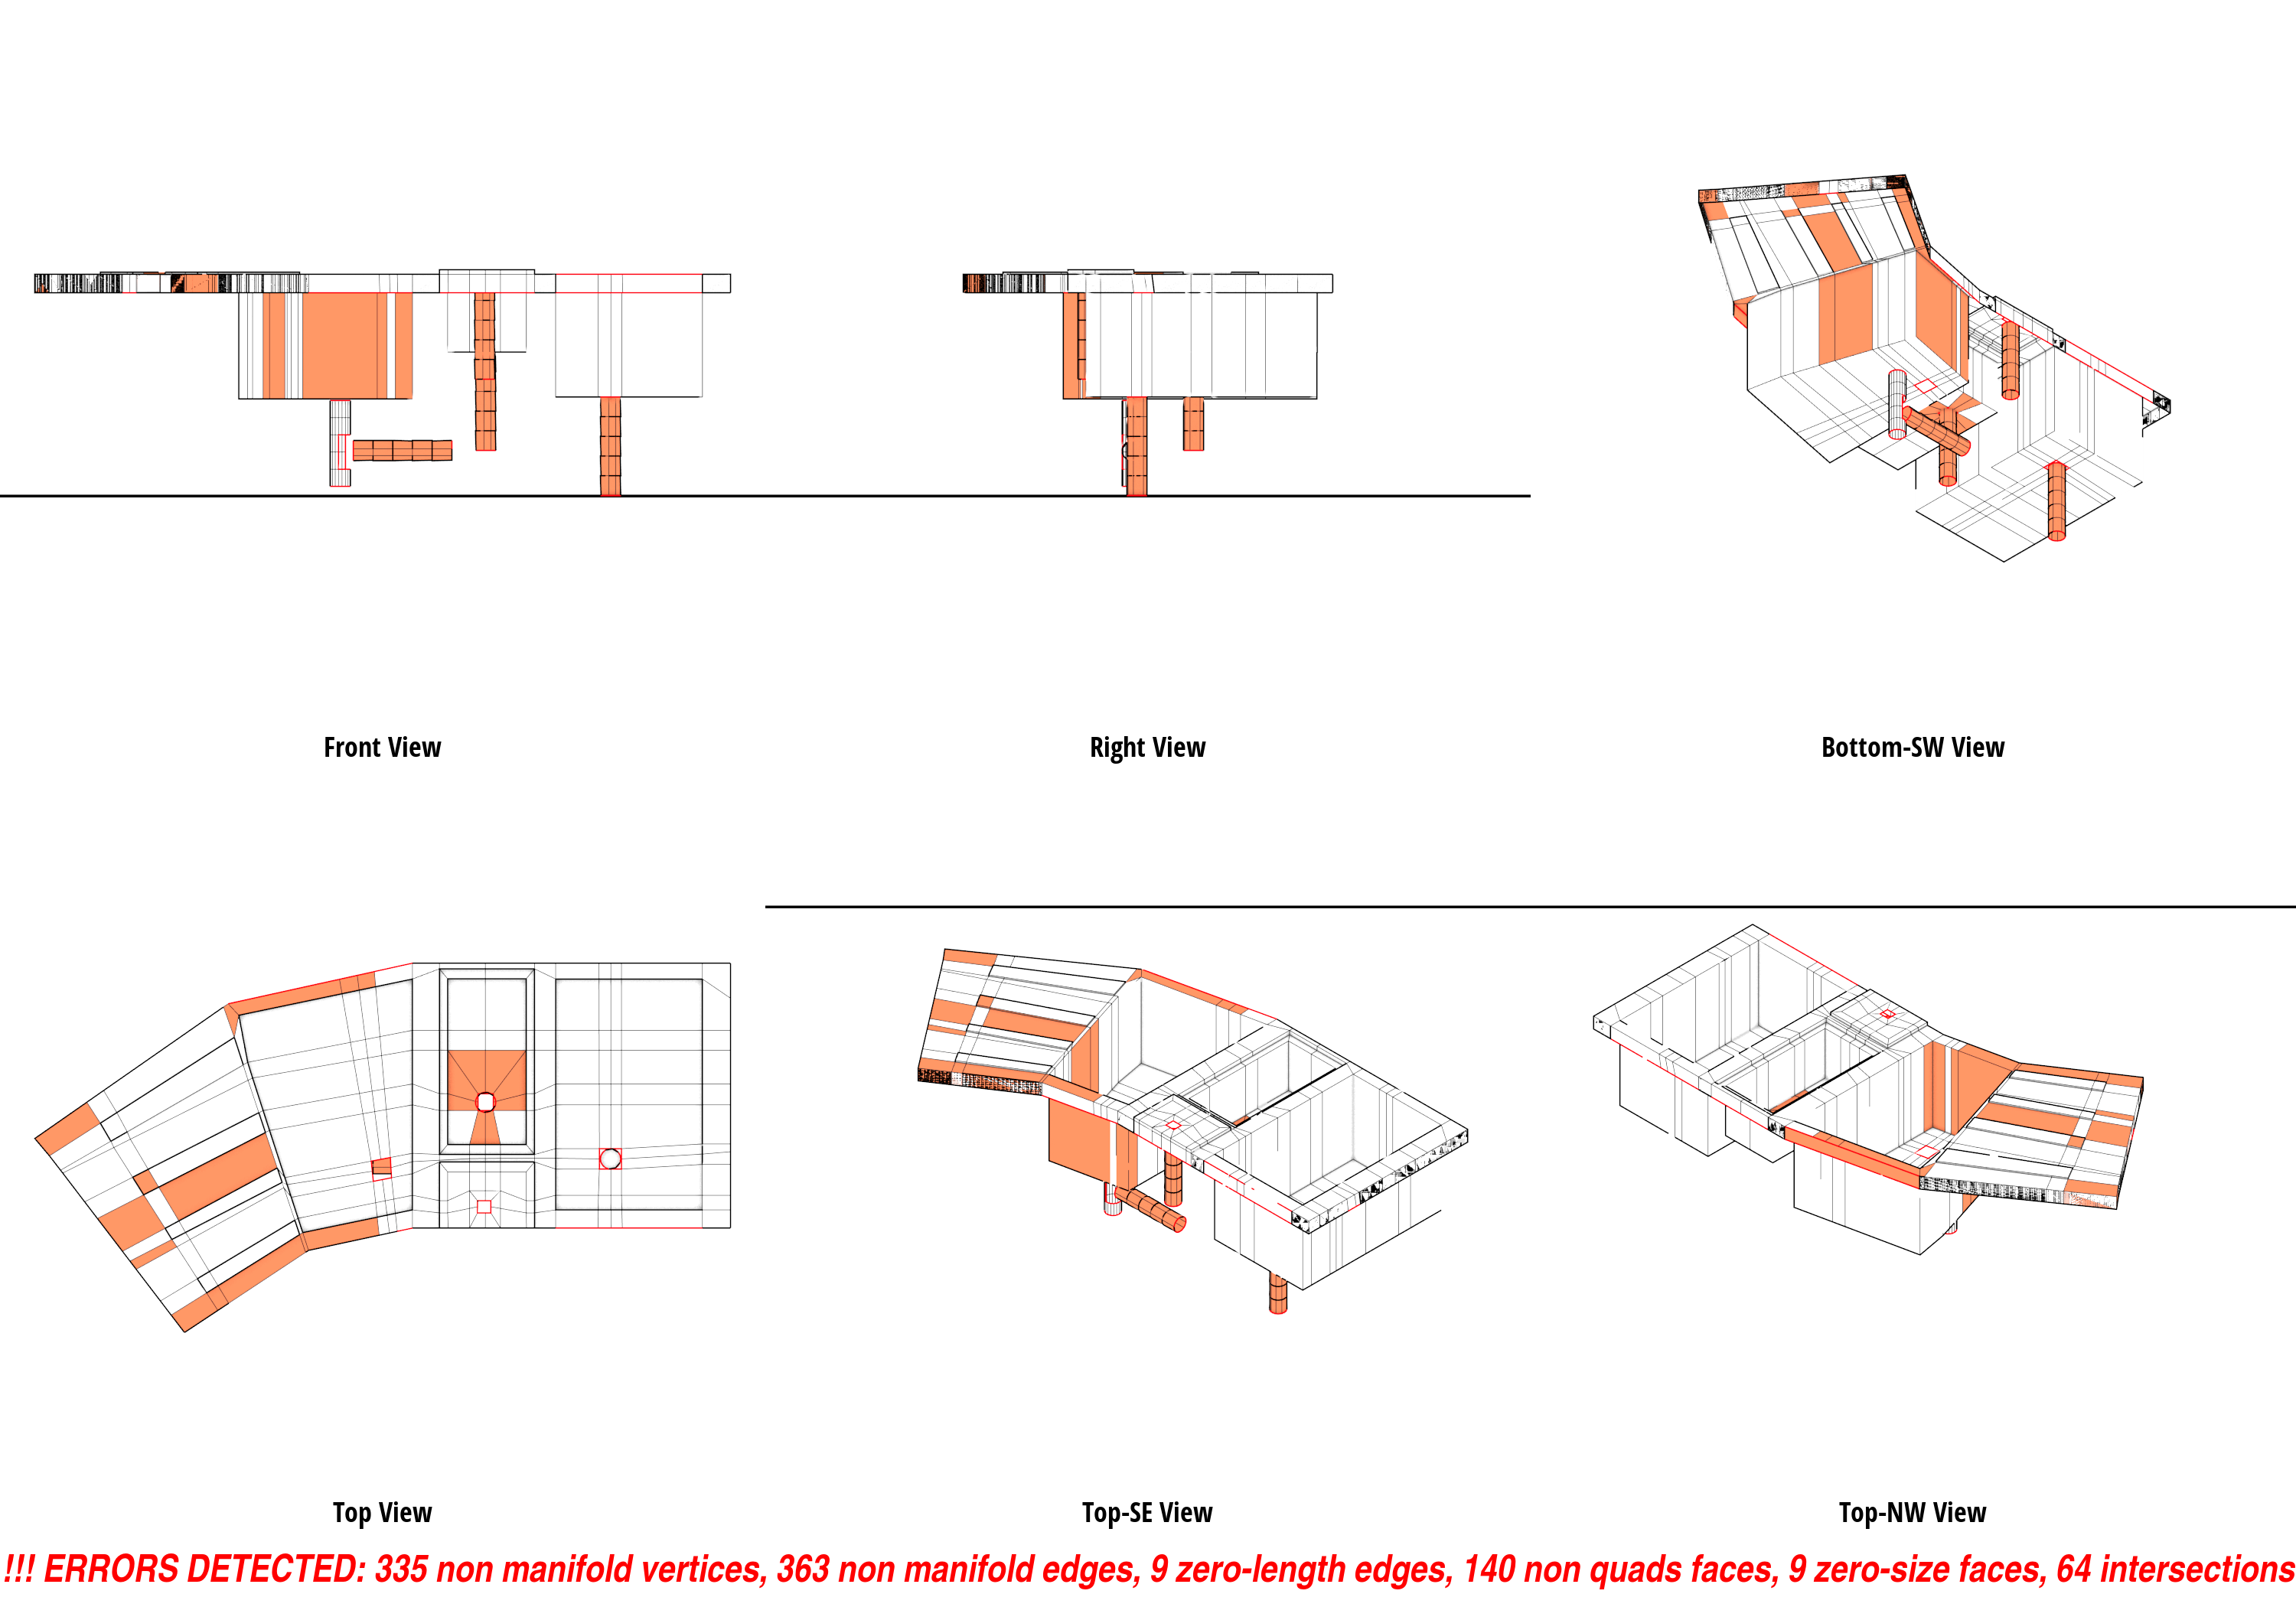 Front View
Right View
Bottom-SW View
Top View
Top-SE View
Top-NW View
!!! ERRORS DETECTED: 335 non manifold vertices, 363 non manifold edges, 9 zero-length edges, 140 non quads faces, 9 zero-size faces, 64 intersections